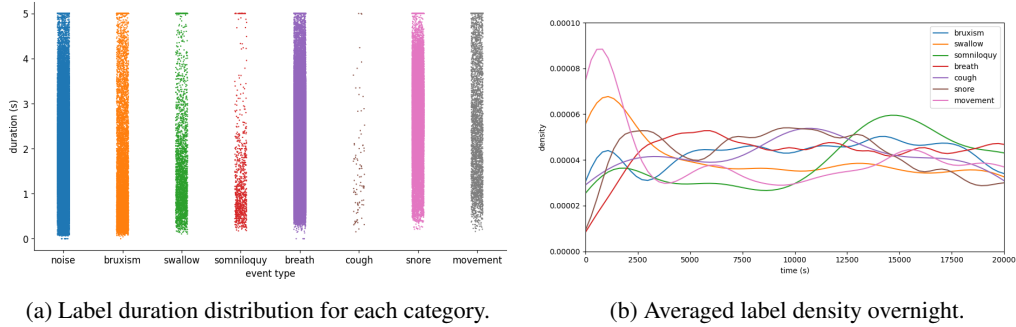 5
4
3
2
1
0
duration (s)
noise bruxism swallow somniloquy breath cough snore movement
event type
(a) Label duration distribution for each category.
0.00010
0.00008
0.00006
0.00004
0.00002
0.00000
density
bruxism
swallow
somniloquy
breath
cough
snore
movement
0 2500 5000 7500 10000 12500 15000 17500 20000
time (s)
(b) Averaged label density overnight.